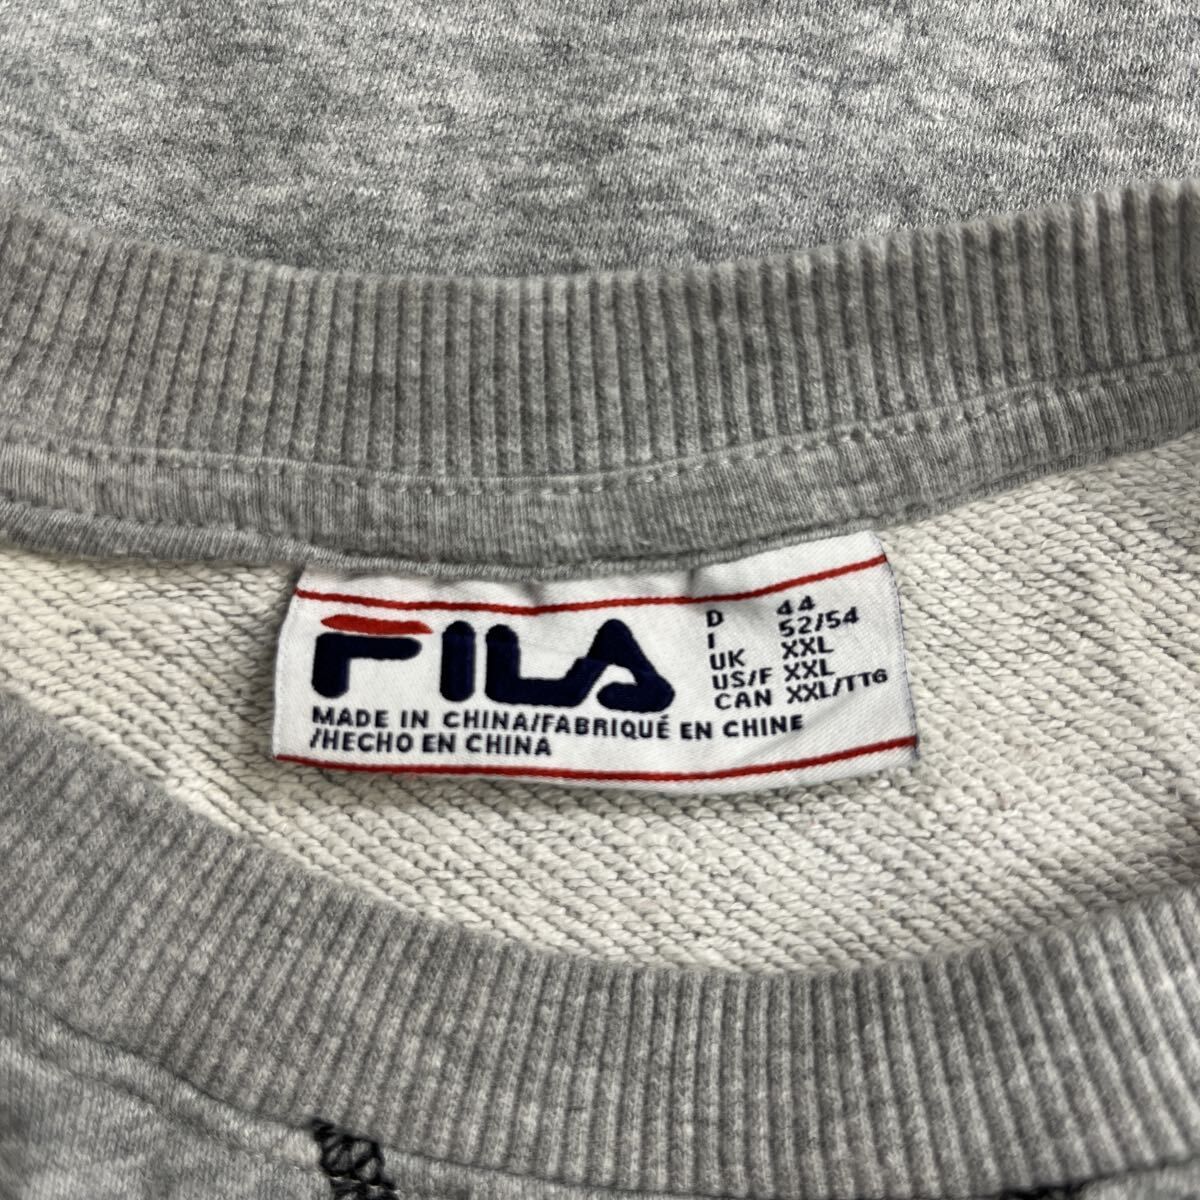 FILA
D 44
I 52/54
UK XXL
US/F XXL
CAN XXL/TTG
MADE IN CHINA/FABRIQUÉ EN CHINE
/HECHO EN CHINA